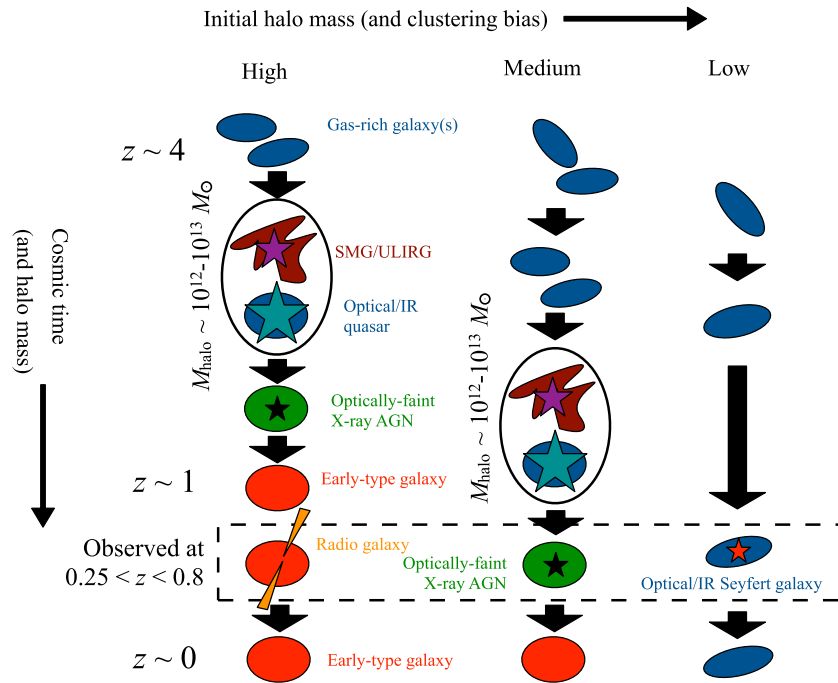 Initial halo mass (and clustering bias)
High
Medium
Low
Gas-rich galaxy(s)
z ~ 4
Cosmic time
(and halo mass)
M_halo ~ 10^12-10^13 M⊙
SMG/ULIRG
Optical/IR
quasar
Optically-faint
X-ray AGN
M_halo ~ 10^12-10^13 M⊙
z ~ 1
Early-type galaxy
Observed at
0.25 < z < 0.8
Radio galaxy
Optically-faint
X-ray AGN
Optical/IR Seyfert galaxy
z ~ 0
Early-type galaxy